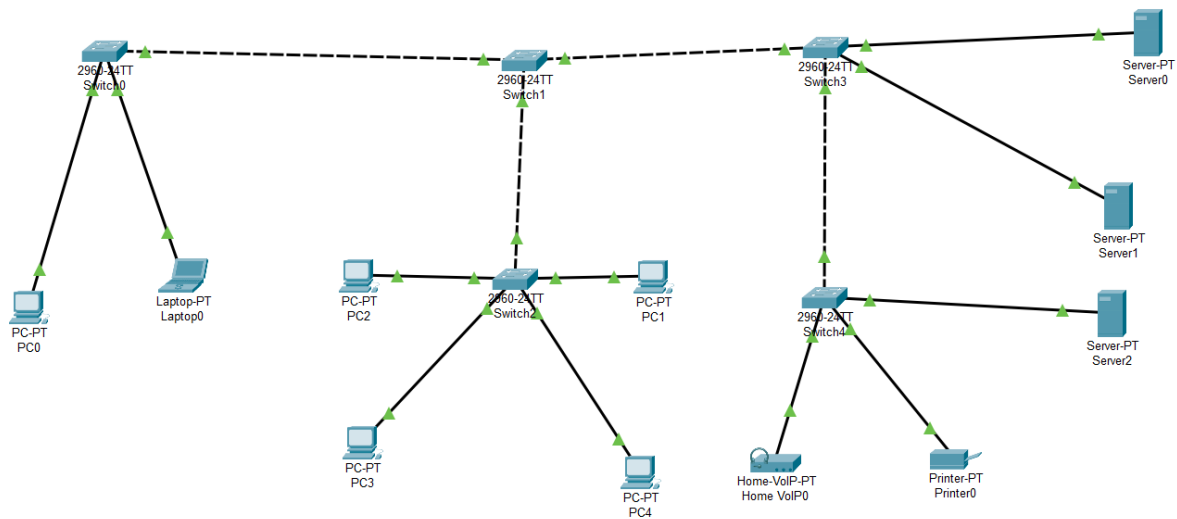 2960-24TT
Switch0
2960-24TT
Switch1
2960-24TT
Switch3
Server-PT
Server0
Server-PT
Server1
PC-PT
PC0
Laptop-PT
Laptop0
PC-PT
PC2
2960-24TT
Switch2
PC-PT
PC1
2960-24TT
Switch4
Server-PT
Server2
PC-PT
PC3
PC-PT
PC4
Home-VoIP-PT
Home VoIP0
Printer-PT
Printer0